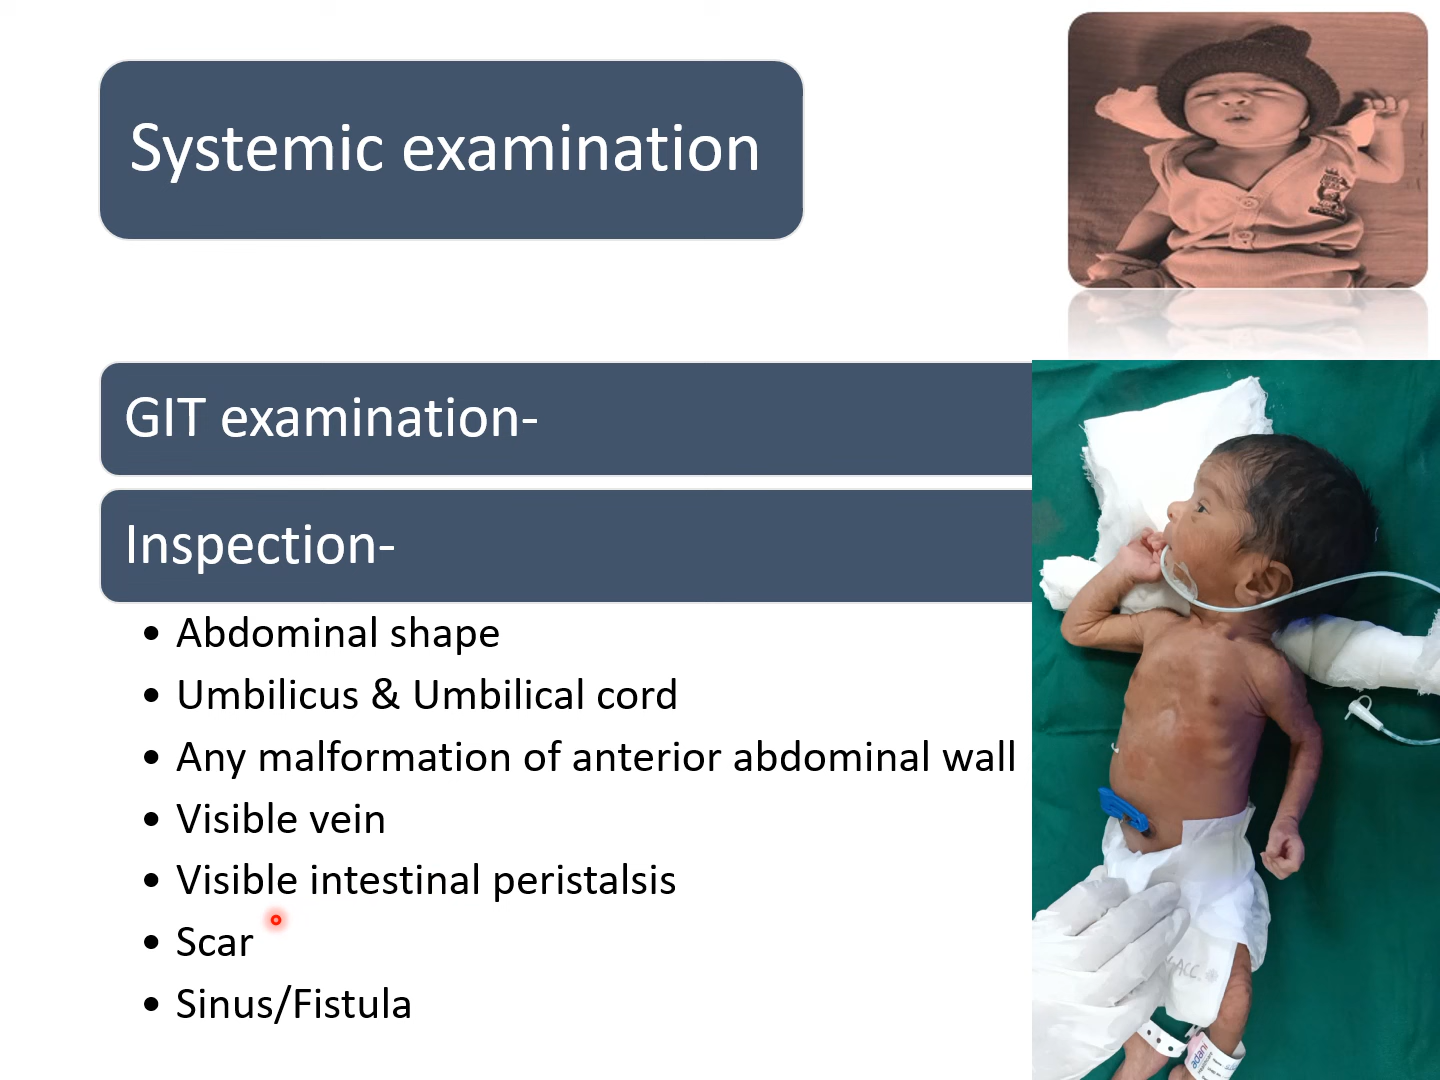 Systemic examination
GIT examination-
Inspection-
• Abdominal shape
• Umbilicus & Umbilical cord
• Any malformation of anterior abdominal wall
• Visible vein
• Visible intestinal peristalsis
• Scar
• Sinus/Fistula
adani